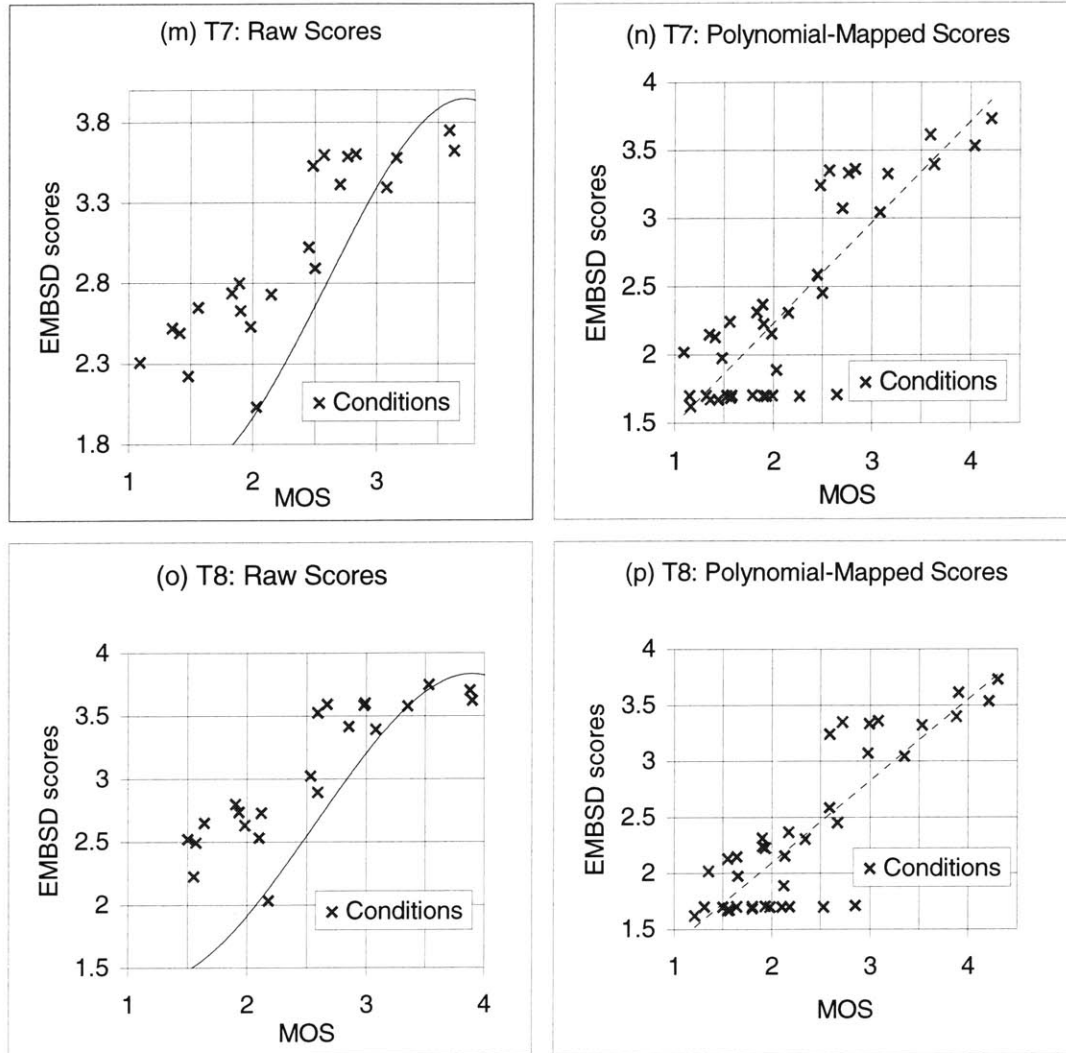 (m) T7: Raw Scores
3.8
3.3
2.8
2.3
1.8
EMBSD scores
× Conditions
1 2 3
MOS
(n) T7: Polynomial-Mapped Scores
4
3.5
3
2.5
2
1.5
EMBSD scores
× Conditions
1 2 3 4
MOS
(o) T8: Raw Scores
4
3.5
3
2.5
2
1.5
EMBSD scores
× Conditions
1 2 3 4
MOS
(p) T8: Polynomial-Mapped Scores
4
3.5
3
2.5
2
1.5
EMBSD scores
× Conditions
1 2 3 4
MOS